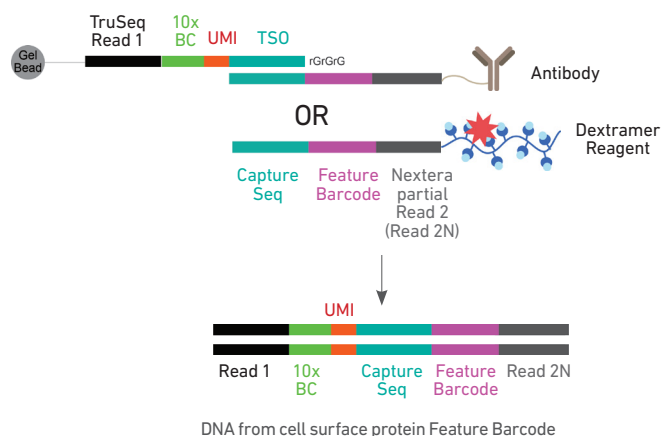 TruSeq
Read 1
10x
BC
UMI
TSO
Gel
Bead
rGrGrG
Antibody
OR
Dextramer
Reagent
Capture
Seq
Feature
Barcode
Nextera
partial
Read 2
(Read 2N)
UMI
Read 1
10x
BC
Capture
Seq
Feature
Barcode
Read 2N
DNA from cell surface protein Feature Barcode